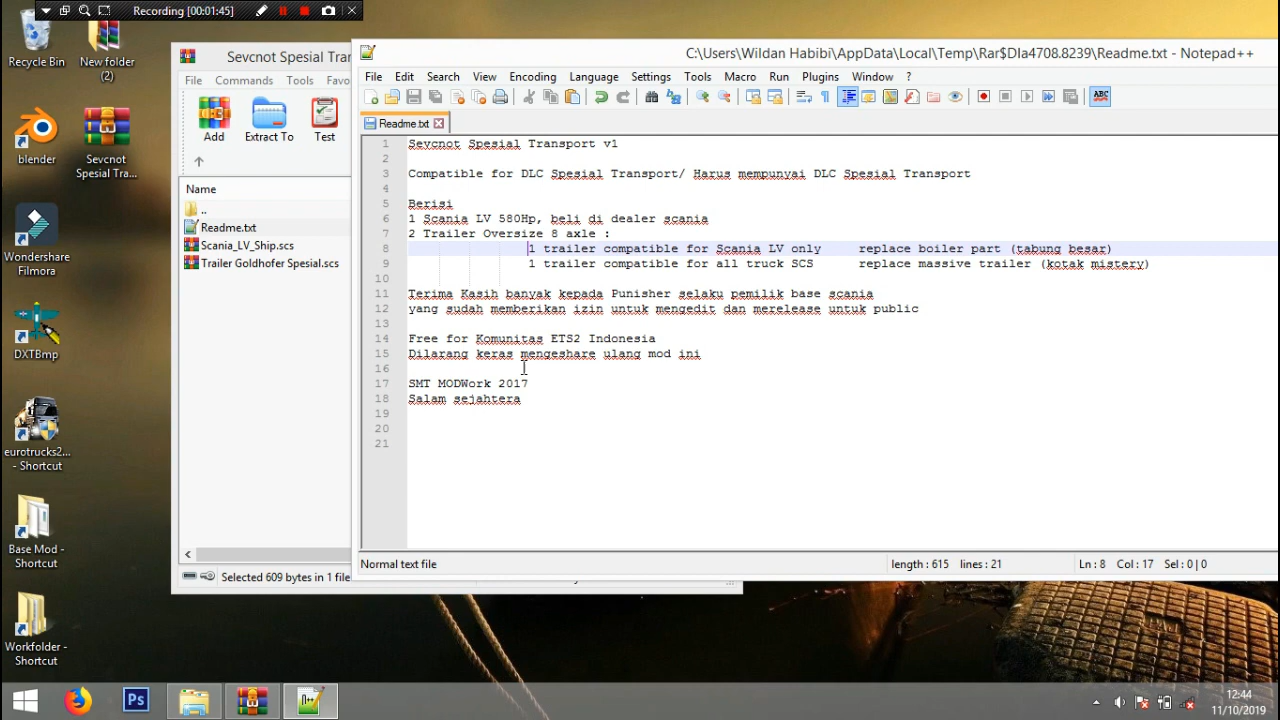 Recording [00:01:45]
Recycle Bin
New folder (2)
blender
Sevcnot Spesial Tra...
Wondershare Filmora
DXTBmp
eurotrucks2... - Shortcut
Base Mod - Shortcut
Workfolder - Shortcut
Sevcnot Spesial Tra
File Commands Tools Favo
Add Extract To Test
Name
..
Readme.txt
Scania_LV_Ship.scs
Trailer Goldhofer Spesial.scs
Selected 609 bytes in 1 file
C:\Users\Wildan Habibi\AppData\Local\Temp\Rar$DIa4708.8239\Readme.txt - Notepad++
File Edit Search View Encoding Language Settings Tools Macro Run Plugins Window ?
Readme.txt
1 Sevcnot Spesial Transport v1
2
3 Compatible for DLC Spesial Transport/ Harus mempunyai DLC Spesial Transport
4
5 Berisi
6 1 Scania LV 580Hp, beli di dealer scania
7 2 Trailer Oversize 8 axle :
8 1 trailer compatible for Scania LV only replace boiler part (tabung besar)
9 1 trailer compatible for all truck SCS replace massive trailer (kotak mistery)
10
11 Terima Kasih banyak kepada Punisher selaku pemilik base scania
12 yang sudah memberikan izin untuk mengedit dan merelease untuk public
13
14 Free for Komunitas ETS2 Indonesia
15 Dilarang keras mengeshare ulang mod ini
16
17 SMT MODWork 2017
18 Salam sejahtera
19
20
21
Normal text file length : 615 lines : 21 Ln : 8 Col : 17 Sel : 0 | 0
Ps
12:44
11/10/2019